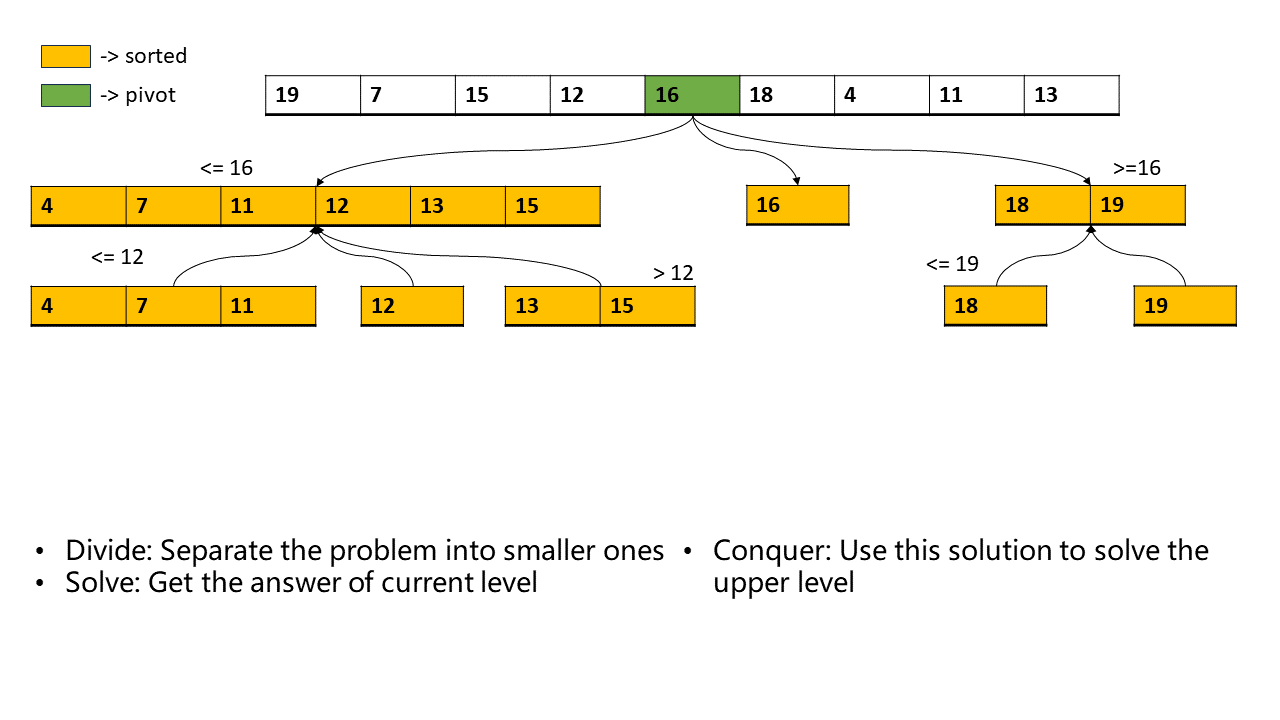 -> sorted
-> pivot
19 7 15 12 16 18 4 11 13
<= 16
>=16
4 7 11 12 13 15
16
18 19
<= 12
> 12
<= 19
4 7 11
12
13 15
18
19
• Divide: Separate the problem into smaller ones
• Solve: Get the answer of current level
• Conquer: Use this solution to solve the
upper level